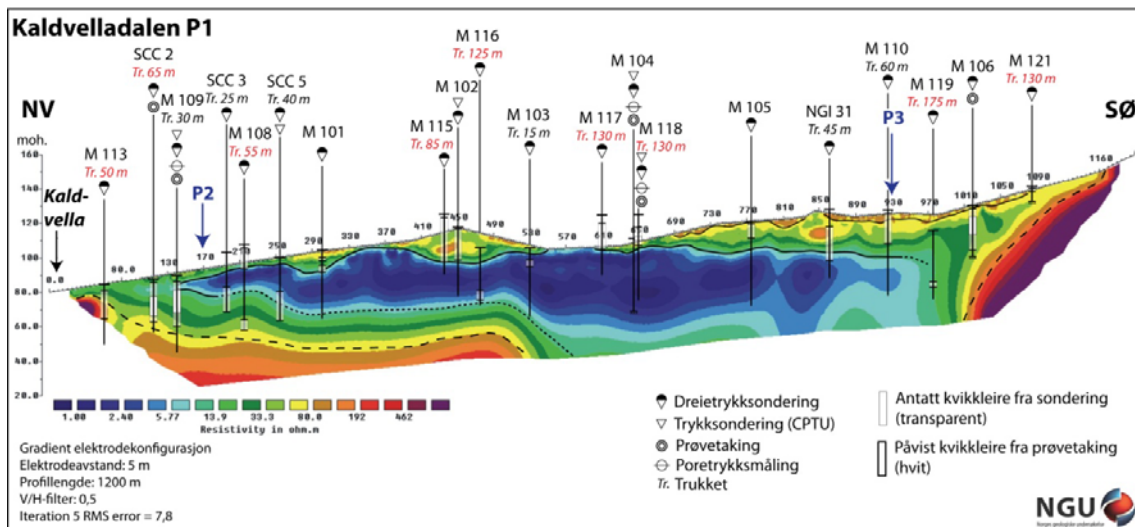 Kaldvelladalen P1
NV
SØ
moh.
160
140
120
100
80.0
60.0
40.0
20.0
Kald-
vella
M 113
Tr. 50 m
SCC 2
Tr. 65 m
M 109
Tr. 30 m
P2
SCC 3
Tr. 25 m
M 108
Tr. 55 m
SCC 5
Tr. 40 m
M 101
M 115
Tr. 85 m
M 102
M 116
Tr. 125 m
M 103
Tr. 15 m
M 117
Tr. 130 m
M 104
M 118
Tr. 130 m
M 105
NGI 31
Tr. 45 m
M 110
Tr. 60 m
P3
M 119
Tr. 175 m
M 106
M 121
Tr. 130 m
0.0 80.0 130 170 250 290 330 370 410 450 490 530 570 610 690 730 770 810 850 890 930 970 1010 1050 1090 1160
1.00 2.40 5.77 13.9 33.3 80.0 192 462
Resistivity in ohm.m
Gradient elektrodekonfigurasjon
Elektrodeavstand: 5 m
Profillengde: 1200 m
V/H-filter: 0,5
Iteration 5 RMS error = 7,8
Dreietrykksondering
Trykksondering (CPTU)
Prøvetaking
Poretrykksmåling
Tr. Trukket
Antatt kvikkleire fra sondering
(transparent)
Påvist kvikkleire fra prøvetaking
(hvit)
NGU